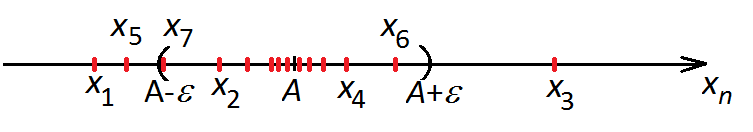 x₅ x₇ x₆
x₁ A-ε x₂ A x₄ A+ε x₃ xₙ